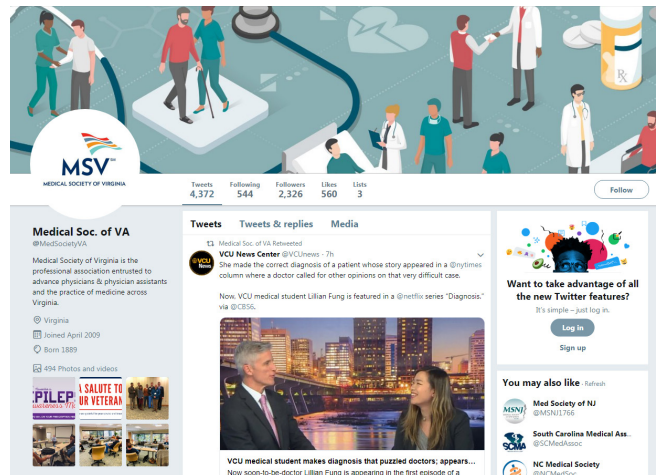 Rx
MSV
MEDICAL SOCIETY OF VIRGINIA
Tweets
4,372
Following
544
Followers
2,326
Likes
560
Lists
3
Follow
Medical Soc. of VA
@MedSocietyVA
Medical Society of Virginia is the
professional association entrusted to
advance physicians & physician assistants
and the practice of medicine across
Virginia.
Virginia
Joined April 2009
Born 1889
494 Photos and videos
EPILEP
A SALUTE TO
UR VETERAN
Tweets Tweets & replies Media
Medical Soc. of VA Retweeted
VCU News Center @VCUnews · 7h
VCU
News
She made the correct diagnosis of a patient whose story appeared in a @nytimes
column where a doctor called for other opinions on that very difficult case.
Now, VCU medical student Lillian Fung is featured in a @netflix series "Diagnosis,"
via @CBS6.
VCU medical student makes diagnosis that puzzled doctors; appears...
Now soon-to-be-doctor Lillian Fung is appearing in the first episode of a
Want to take advantage of all
the new Twitter features?
It's simple – just log in.
Log in
Sign up
You may also like · Refresh
MSNJ
Med Society of NJ
@MSNJ1766
SCMA
South Carolina Medical Ass..
@SCMedAssoc
NC Medical Society
@NCMedSoc